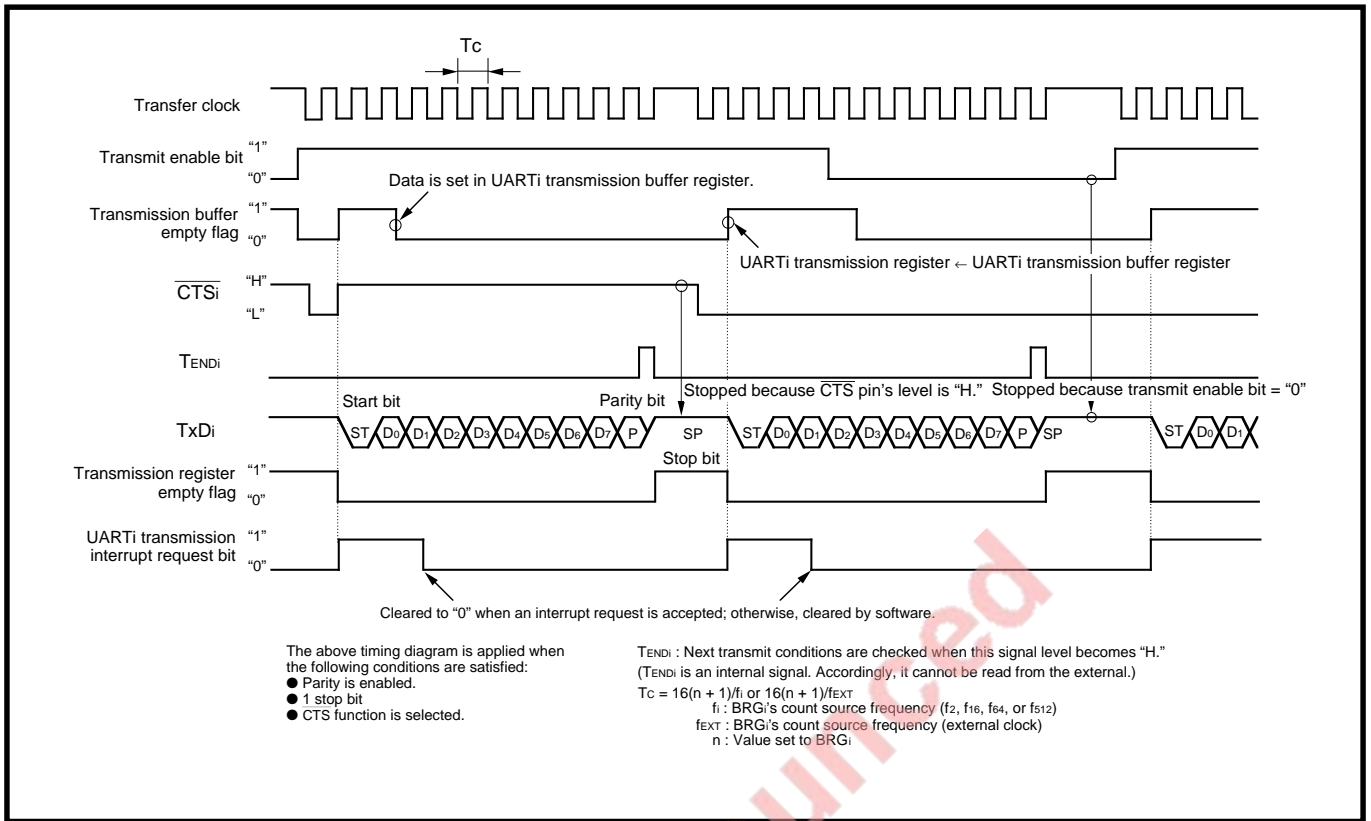 Tc
Transfer clock
Transmit enable bit
“1”
“0”
Data is set in UARTi transmission buffer register.
Transmission buffer
empty flag
“1”
“0”
UARTi transmission register ← UARTi transmission buffer register
CTSi
“H”
“L”
TENDi
Stopped because CTS pin’s level is “H.”
Stopped because transmit enable bit = “0”
Start bit
Parity bit
TxDi
ST D0 D1 D2 D3 D4 D5 D6 D7 P SP ST D0 D1 D2 D3 D4 D5 D6 D7 P SP ST D0 D1
Stop bit
Transmission register
empty flag
“1”
“0”
UARTi transmission
interrupt request bit
“1”
“0”
Cleared to “0” when an interrupt request is accepted; otherwise, cleared by software.
The above timing diagram is applied when
the following conditions are satisfied:
● Parity is enabled.
● 1 stop bit
● CTS function is selected.
TENDi : Next transmit conditions are checked when this signal level becomes “H.”
(TENDi is an internal signal. Accordingly, it cannot be read from the external.)
Tc = 16(n + 1)/fi or 16(n + 1)/fEXT
fi : BRGi’s count source frequency (f2, f16, f64, or f512)
fEXT : BRGi’s count source frequency (external clock)
n : Value set to BRGi
unced